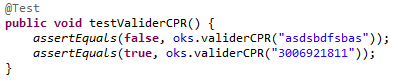 @Test
public void testValiderCPR() {
assertEquals(false, oks.validerCPR("asdsbdfsbas"));
assertEquals(true, oks.validerCPR("3006921811"));
}